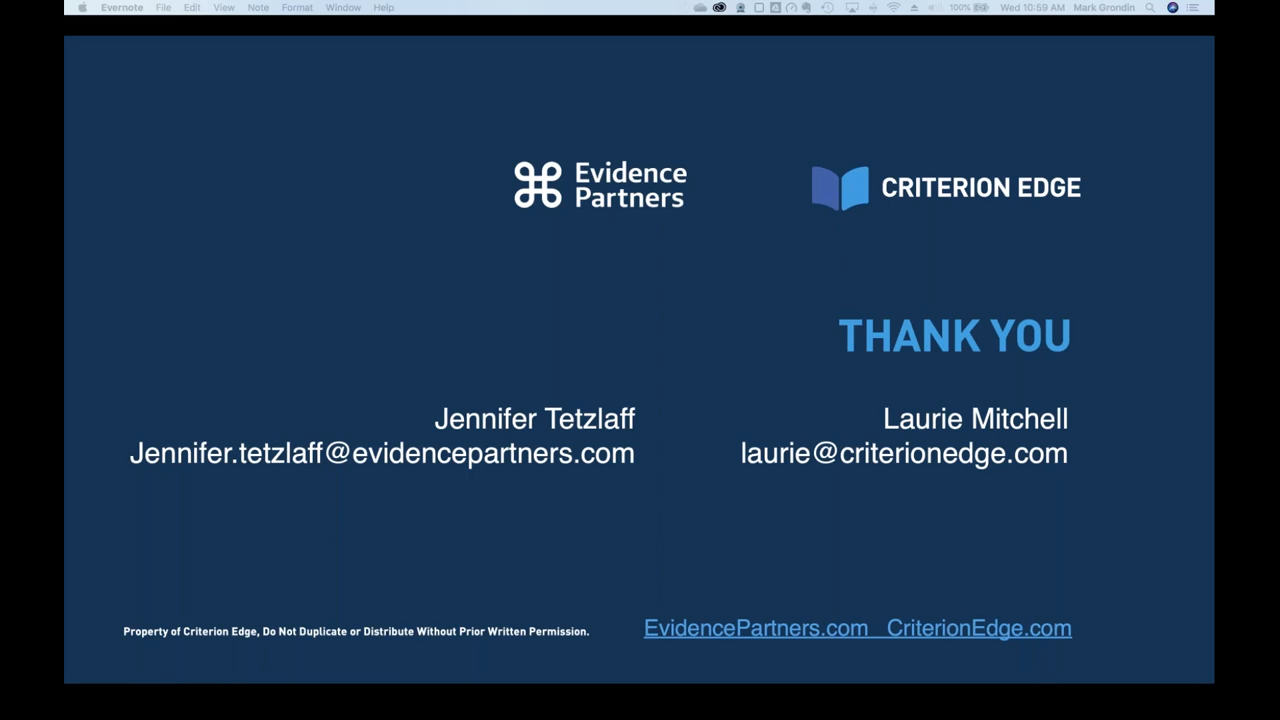 Evernote File Edit View Note Format Window Help 100% Wed 10:59 AM Mark Grondin
Evidence
Partners
CRITERION EDGE
THANK YOU
Jennifer Tetzlaff
Jennifer.tetzlaff@evidencepartners.com
Laurie Mitchell
laurie@criterionedge.com
Property of Criterion Edge, Do Not Duplicate or Distribute Without Prior Written Permission.
EvidencePartners.com CriterionEdge.com